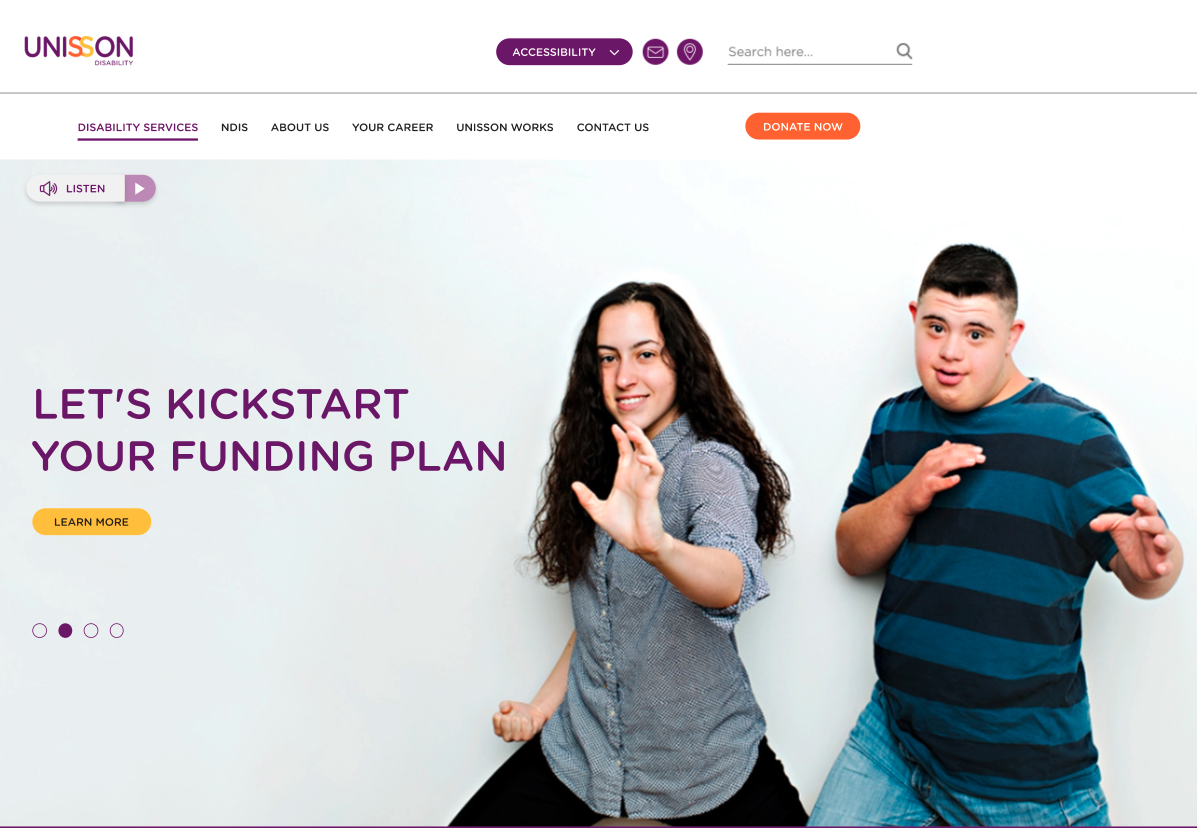 UNISSON
DISABILITY
ACCESSIBILITY
Search here...
DISABILITY SERVICES
NDIS
ABOUT US
YOUR CAREER
UNISSON WORKS
CONTACT US
DONATE NOW
LISTEN
LET'S KICKSTART
YOUR FUNDING PLAN
LEARN MORE